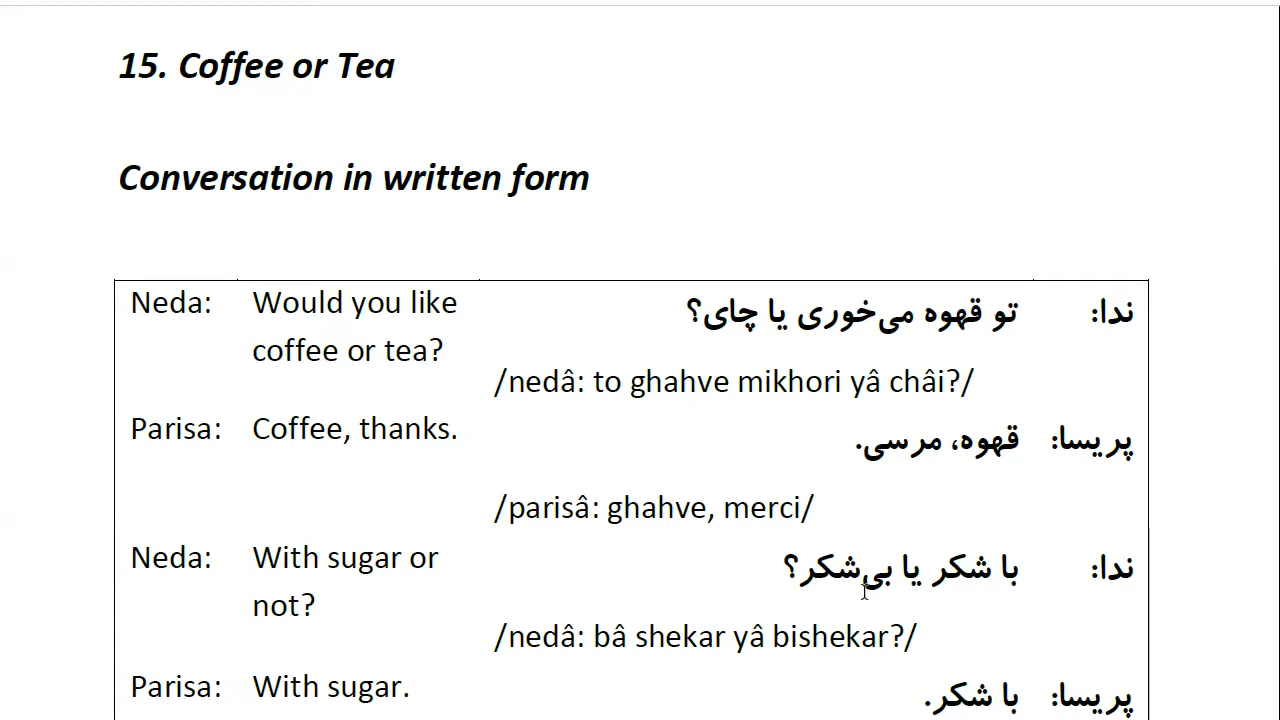 15. Coffee or Tea
Conversation in written form
Neda: Would you like تو قهوه می‌خوری یا چای؟ ندا:
coffee or tea?
/nedâ: to ghahve mikhori yâ châi?/
Parisa: Coffee, thanks. قهوه، مرسی. پریسا:
/parisâ: ghahve, merci/
Neda: With sugar or با شکر یا بی‌شکر؟ ندا:
not?
/nedâ: bâ shekar yâ bishekar?/
Parisa: With sugar. با شکر. پریسا: